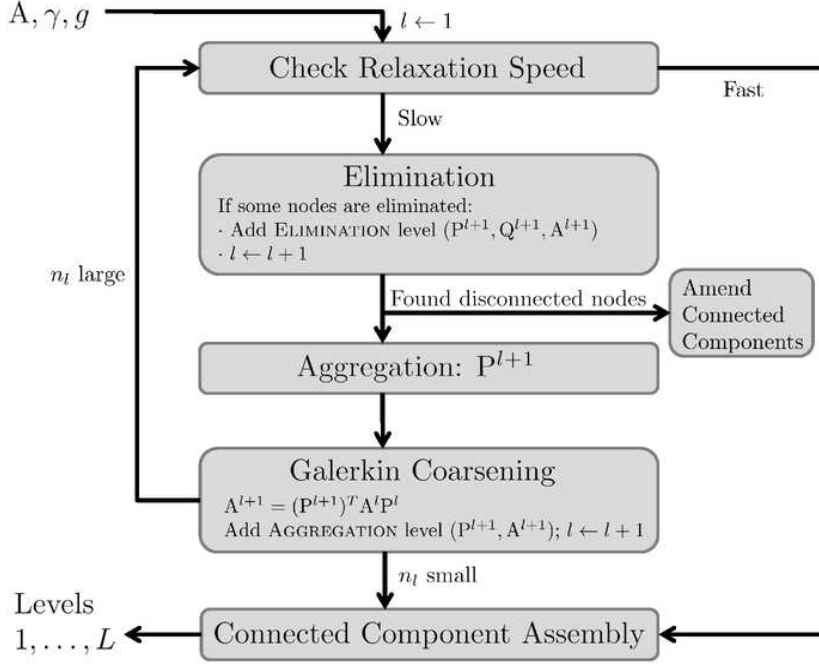 A, γ, g
l ← 1
Check Relaxation Speed
Fast
Slow
Elimination
If some nodes are eliminated:
· Add ELIMINATION level (P^{l+1}, Q^{l+1}, A^{l+1})
· l ← l + 1
n_l large
Found disconnected nodes
Amend
Connected
Components
Aggregation: P^{l+1}
Galerkin Coarsening
A^{l+1} = (P^{l+1})^T A^l P^l
Add AGGREGATION level (P^{l+1}, A^{l+1}); l ← l + 1
n_l small
Levels
1, . . . , L
Connected Component Assembly